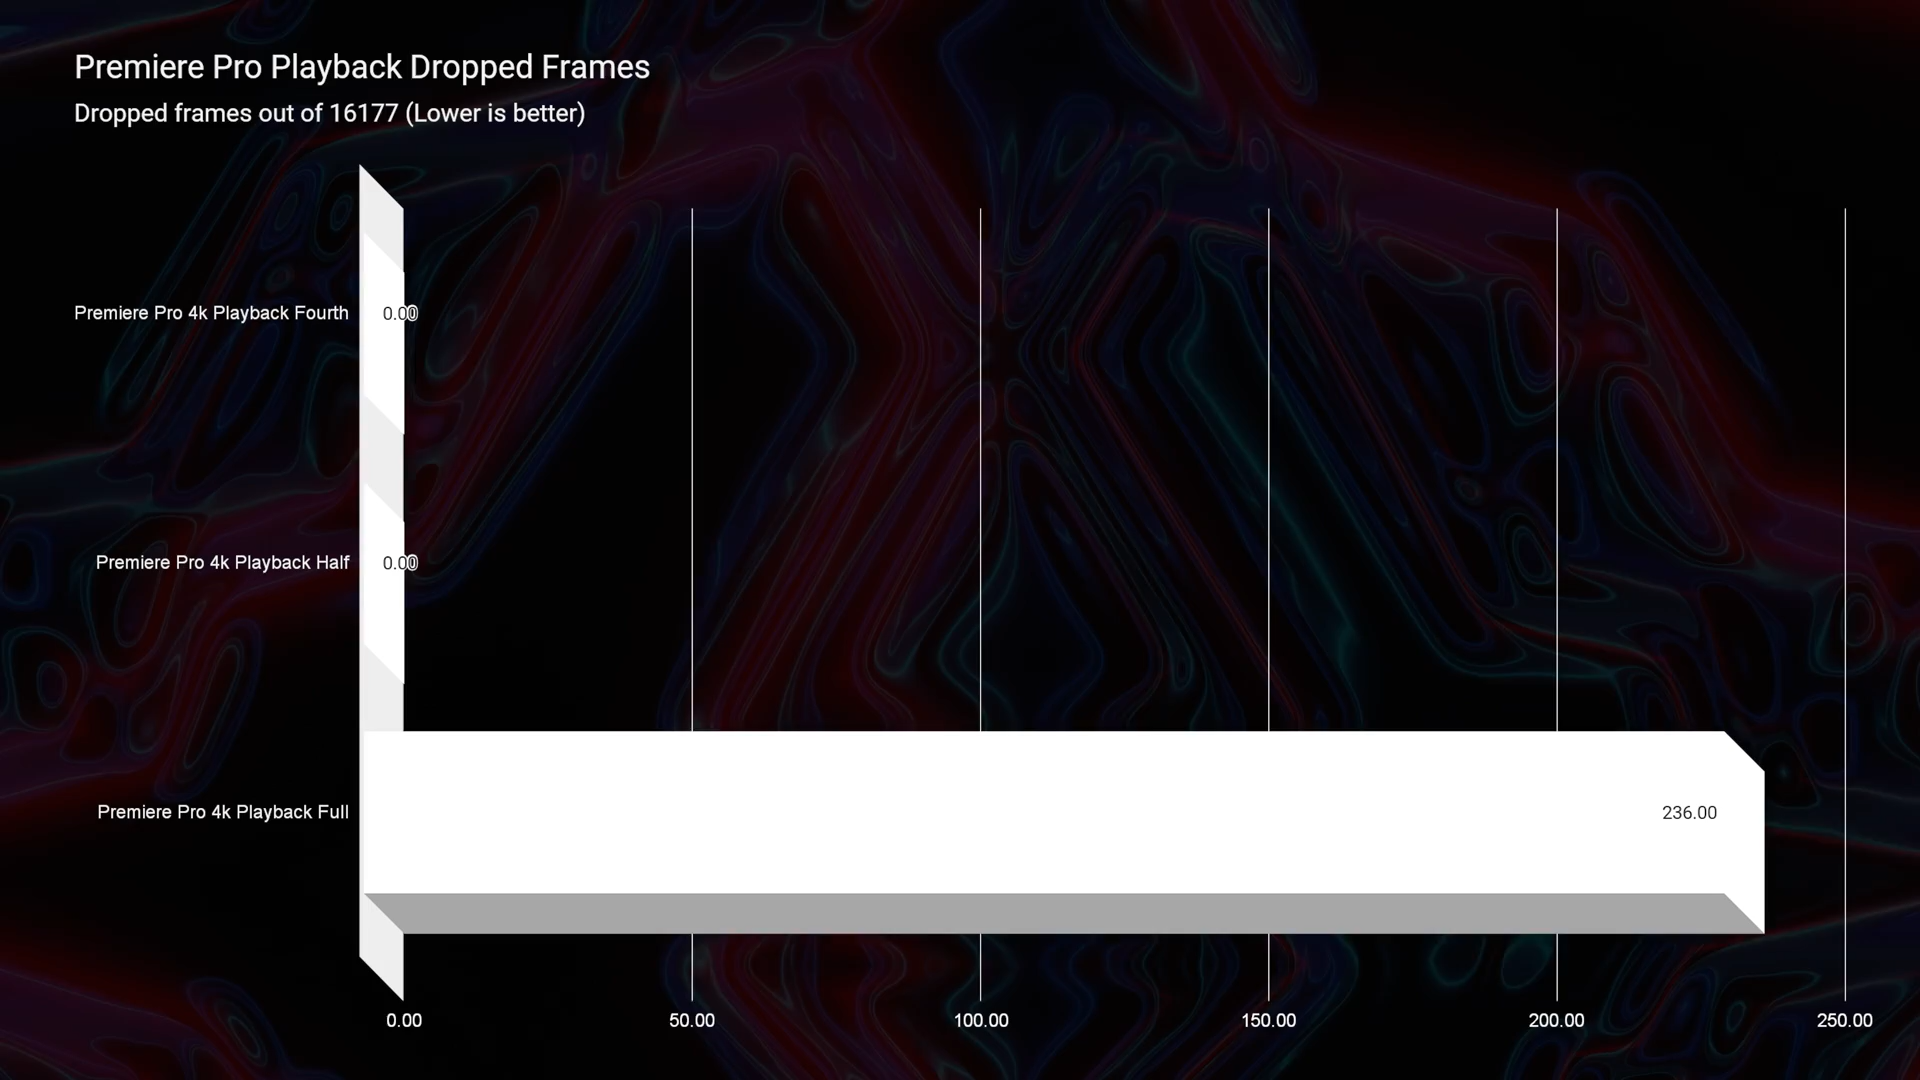 Premiere Pro Playback Dropped Frames
Dropped frames out of 16177 (Lower is better)
Premiere Pro 4k Playback Fourth
0.00
Premiere Pro 4k Playback Half
0.00
Premiere Pro 4k Playback Full
236.00
0.00
50.00
100.00
150.00
200.00
250.00